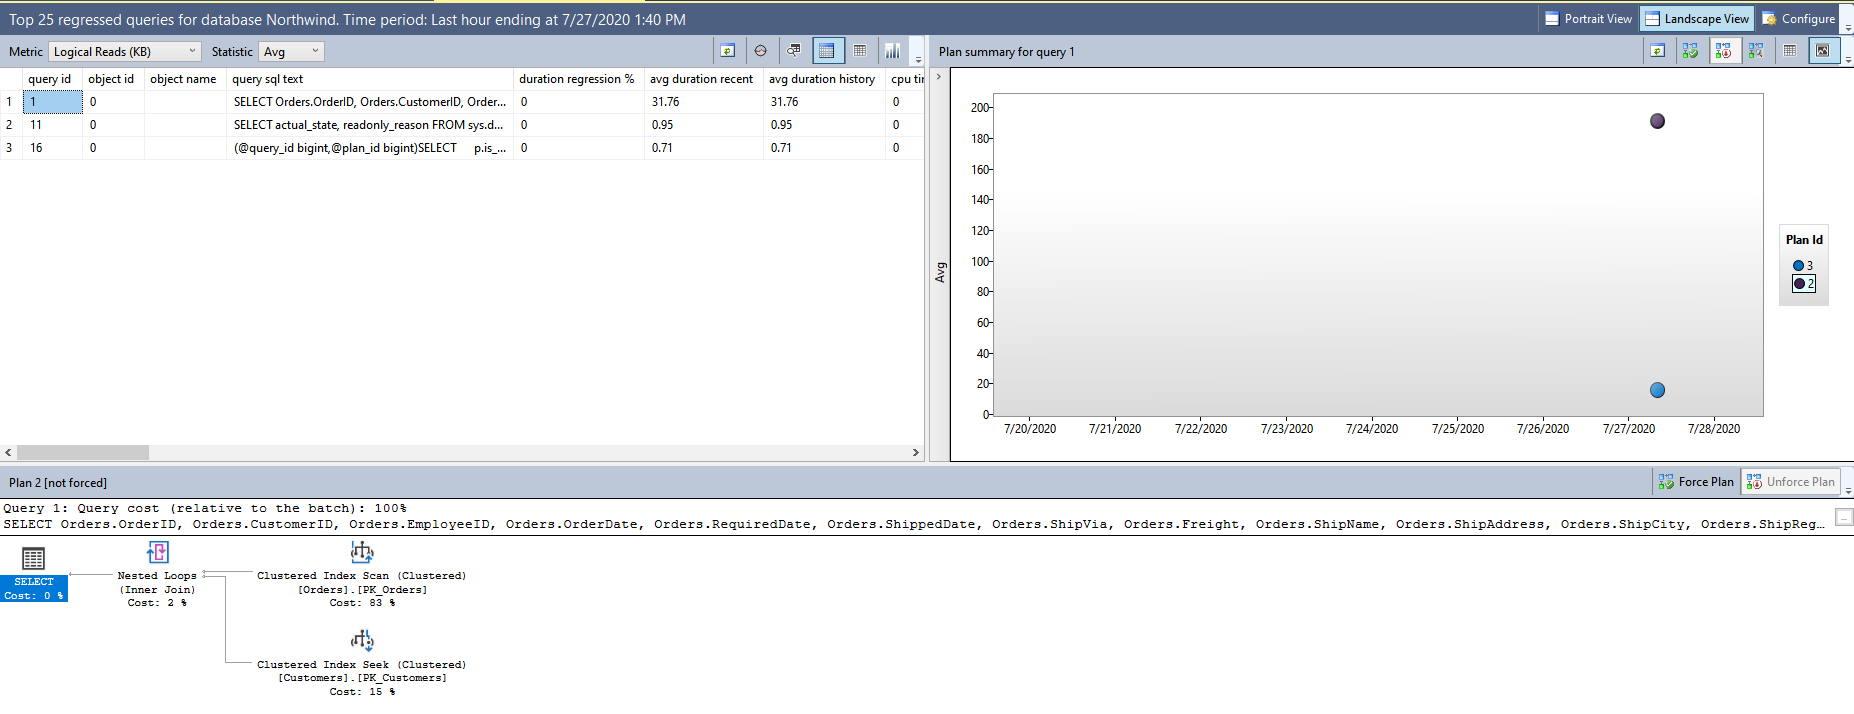 Top 25 regressed queries for database Northwind. Time period: Last hour ending at 7/27/2020 1:40 PM
Portrait View Landscape View Configure
Metric Logical Reads (KB) Statistic Avg
Plan summary for query 1
query id object id object name query sql text duration regression % avg duration recent avg duration history cpu tir
1 1 0 SELECT Orders.OrderID, Orders.CustomerID, Order... 0 31.76 31.76 0
2 11 0 SELECT actual_state, readonly_reason FROM sys.d... 0 0.95 0.95 0
3 16 0 (@query_id bigint,@plan_id bigint)SELECT p.is_... 0 0.71 0.71 0
Avg
200
180
160
140
120
100
80
60
40
20
0
7/20/2020 7/21/2020 7/22/2020 7/23/2020 7/24/2020 7/25/2020 7/26/2020 7/27/2020 7/28/2020
Plan Id
3
2
Plan 2 [not forced]
Force Plan Unforce Plan
Query 1: Query cost (relative to the batch): 100%
SELECT Orders.OrderID, Orders.CustomerID, Orders.EmployeeID, Orders.OrderDate, Orders.RequiredDate, Orders.ShippedDate, Orders.ShipVia, Orders.Freight, Orders.ShipName, Orders.ShipAddress, Orders.ShipCity, Orders.ShipReg...
SELECT
Cost: 0 %
Nested Loops
(Inner Join)
Cost: 2 %
Clustered Index Scan (Clustered)
[Orders].[PK_Orders]
Cost: 83 %
Clustered Index Seek (Clustered)
[Customers].[PK_Customers]
Cost: 15 %